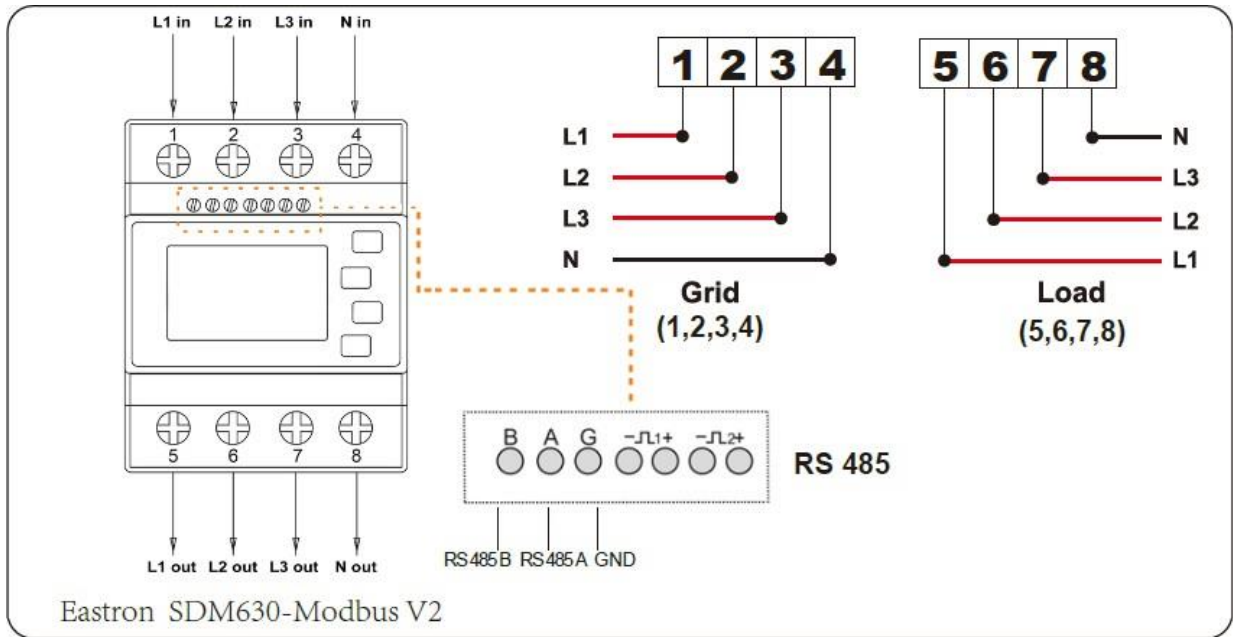 L1 in L2 in L3 in N in
1 2 3 4
5 6 7 8
L1 out L2 out L3 out N out
1 2 3 4
L1
L2
L3
N
Grid
(1,2,3,4)
5 6 7 8
N
L3
L2
L1
Load
(5,6,7,8)
B A G -⎍1+ -⎍2+
RS 485
RS485B RS485A GND
Eastron SDM630-Modbus V2